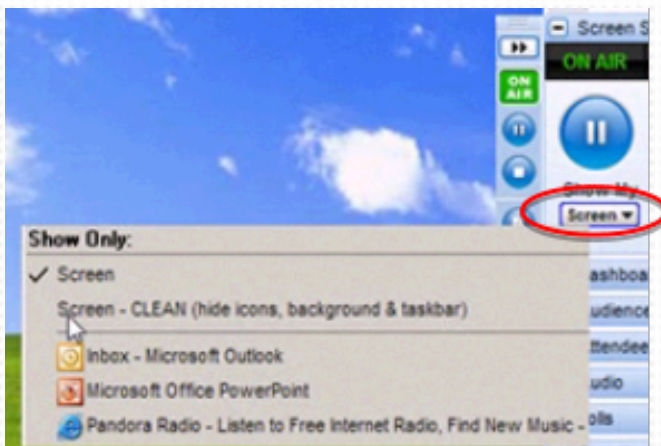 Screen S
ON AIR
ON
AIR
Show My
Screen
Show Only:
Screen
Screen - CLEAN (hide icons, background & taskbar)
Inbox - Microsoft Outlook
Microsoft Office PowerPoint
Pandora Radio - Listen to Free Internet Radio, Find New Music -
ashboa
udience
ttendee
udio
olls